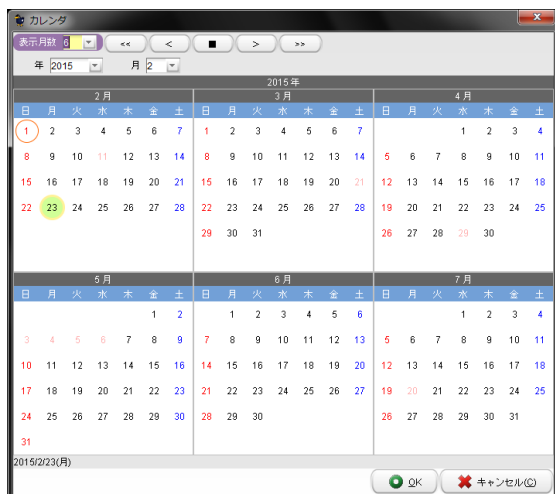 カレンダ
表示月数 6 << < ■ > >>
年 2015 月 2
2015 年
2 月 3 月 4 月
日 月 火 水 木 金 土 日 月 火 水 木 金 土 日 月 火 水 木 金 土
1 2 3 4 5 6 7 1 2 3 4 5 6 7 1 2 3 4
8 9 10 11 12 13 14 8 9 10 11 12 13 14 5 6 7 8 9 10 11
15 16 17 18 19 20 21 15 16 17 18 19 20 21 12 13 14 15 16 17 18
22 23 24 25 26 27 28 22 23 24 25 26 27 28 19 20 21 22 23 24 25
29 30 31 26 27 28 29 30
5 月 6 月 7 月
日 月 火 水 木 金 土 日 月 火 水 木 金 土 日 月 火 水 木 金 土
1 2 1 2 3 4 5 6 1 2 3 4
3 4 5 6 7 8 9 7 8 9 10 11 12 13 5 6 7 8 9 10 11
10 11 12 13 14 15 16 14 15 16 17 18 19 20 12 13 14 15 16 17 18
17 18 19 20 21 22 23 21 22 23 24 25 26 27 19 20 21 22 23 24 25
24 25 26 27 28 29 30 28 29 30 26 27 28 29 30 31
31
2015/2/23(月)
OK キャンセル(C)